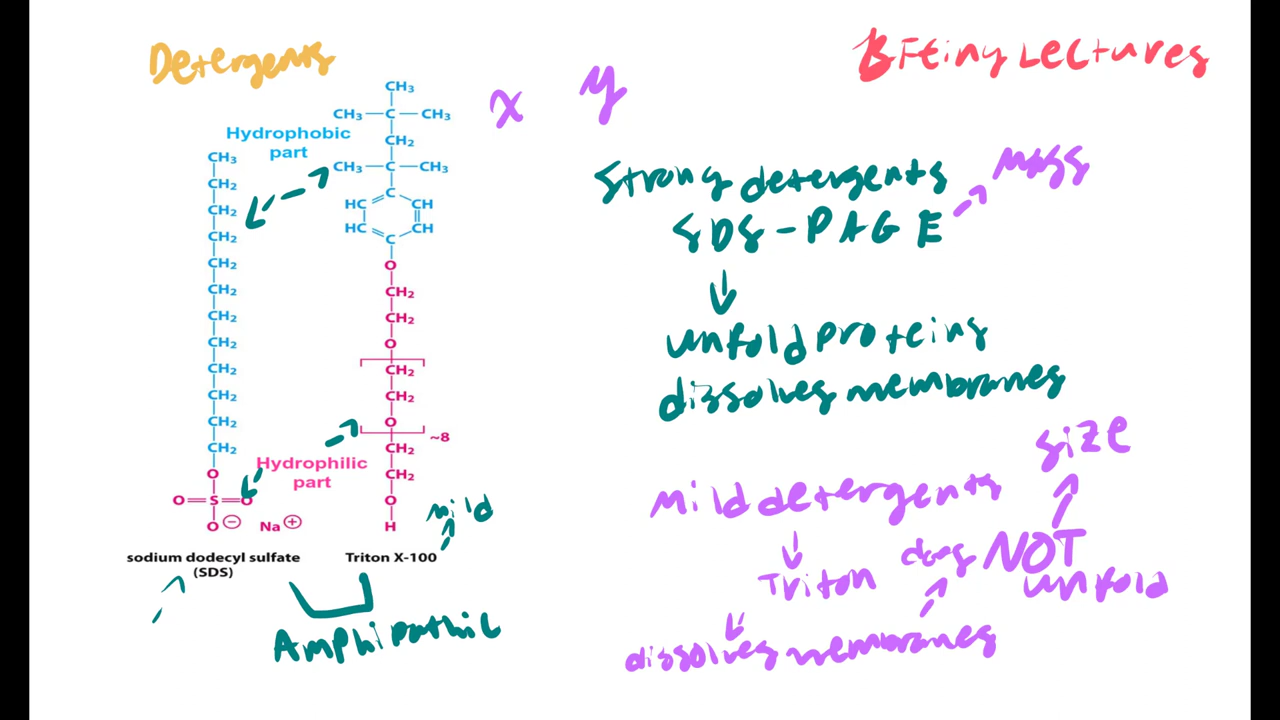 Detergents
BFeiny Lectures
x y
Hydrophobic
part
CH3
CH3 — C — CH3
CH2
CH3 — C — CH3
C
HC CH
HC CH
C
O
CH2
CH2
O
CH2
CH2
O
~8
CH2
CH2
O
H
CH3
CH2
CH2
CH2
CH2
CH2
CH2
CH2
CH2
CH2
CH2
CH2
O
O=S=O
O − Na +
Hydrophilic
part
mild
sodium dodecyl sulfate
(SDS)
Triton X-100
Amphipathic
Strong detergents
mass
SDS-PAGE
unfold proteins
dissolves membranes
size
Mild detergents
does NOT
unfold
Triton
dissolves membranes